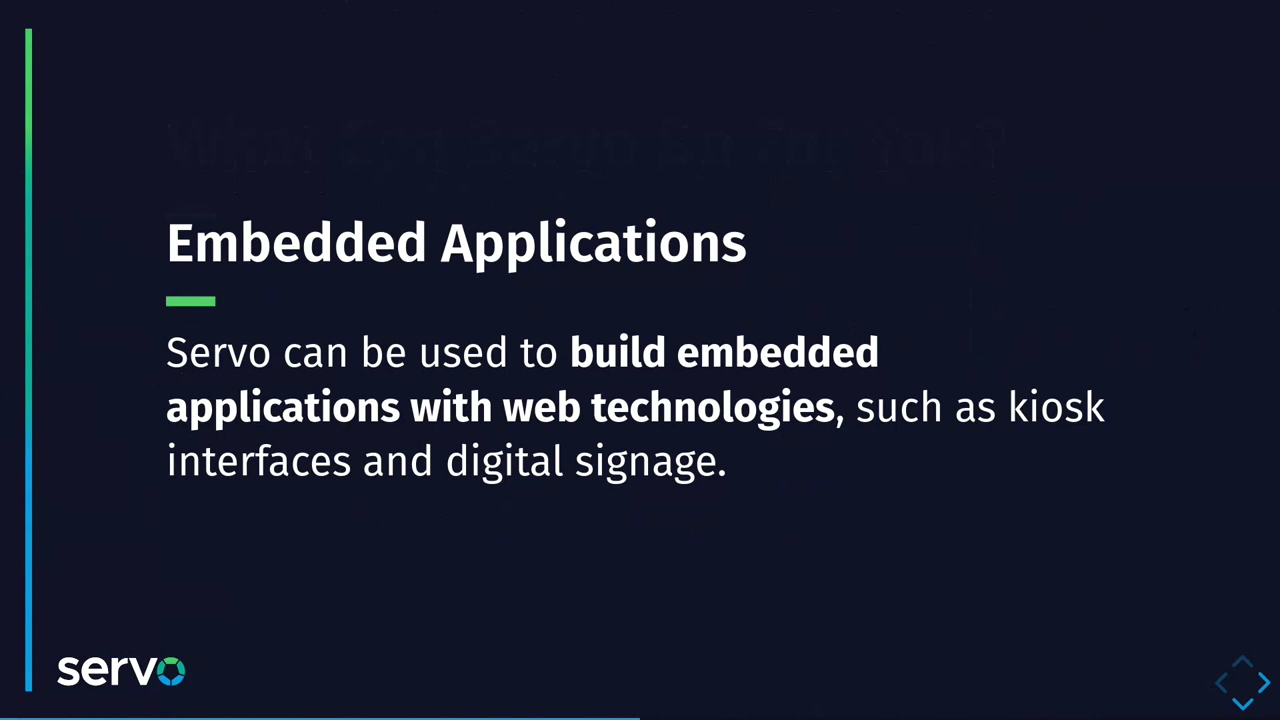 Embedded Applications
Servo can be used to build embedded
applications with web technologies, such as kiosk
interfaces and digital signage.
servo